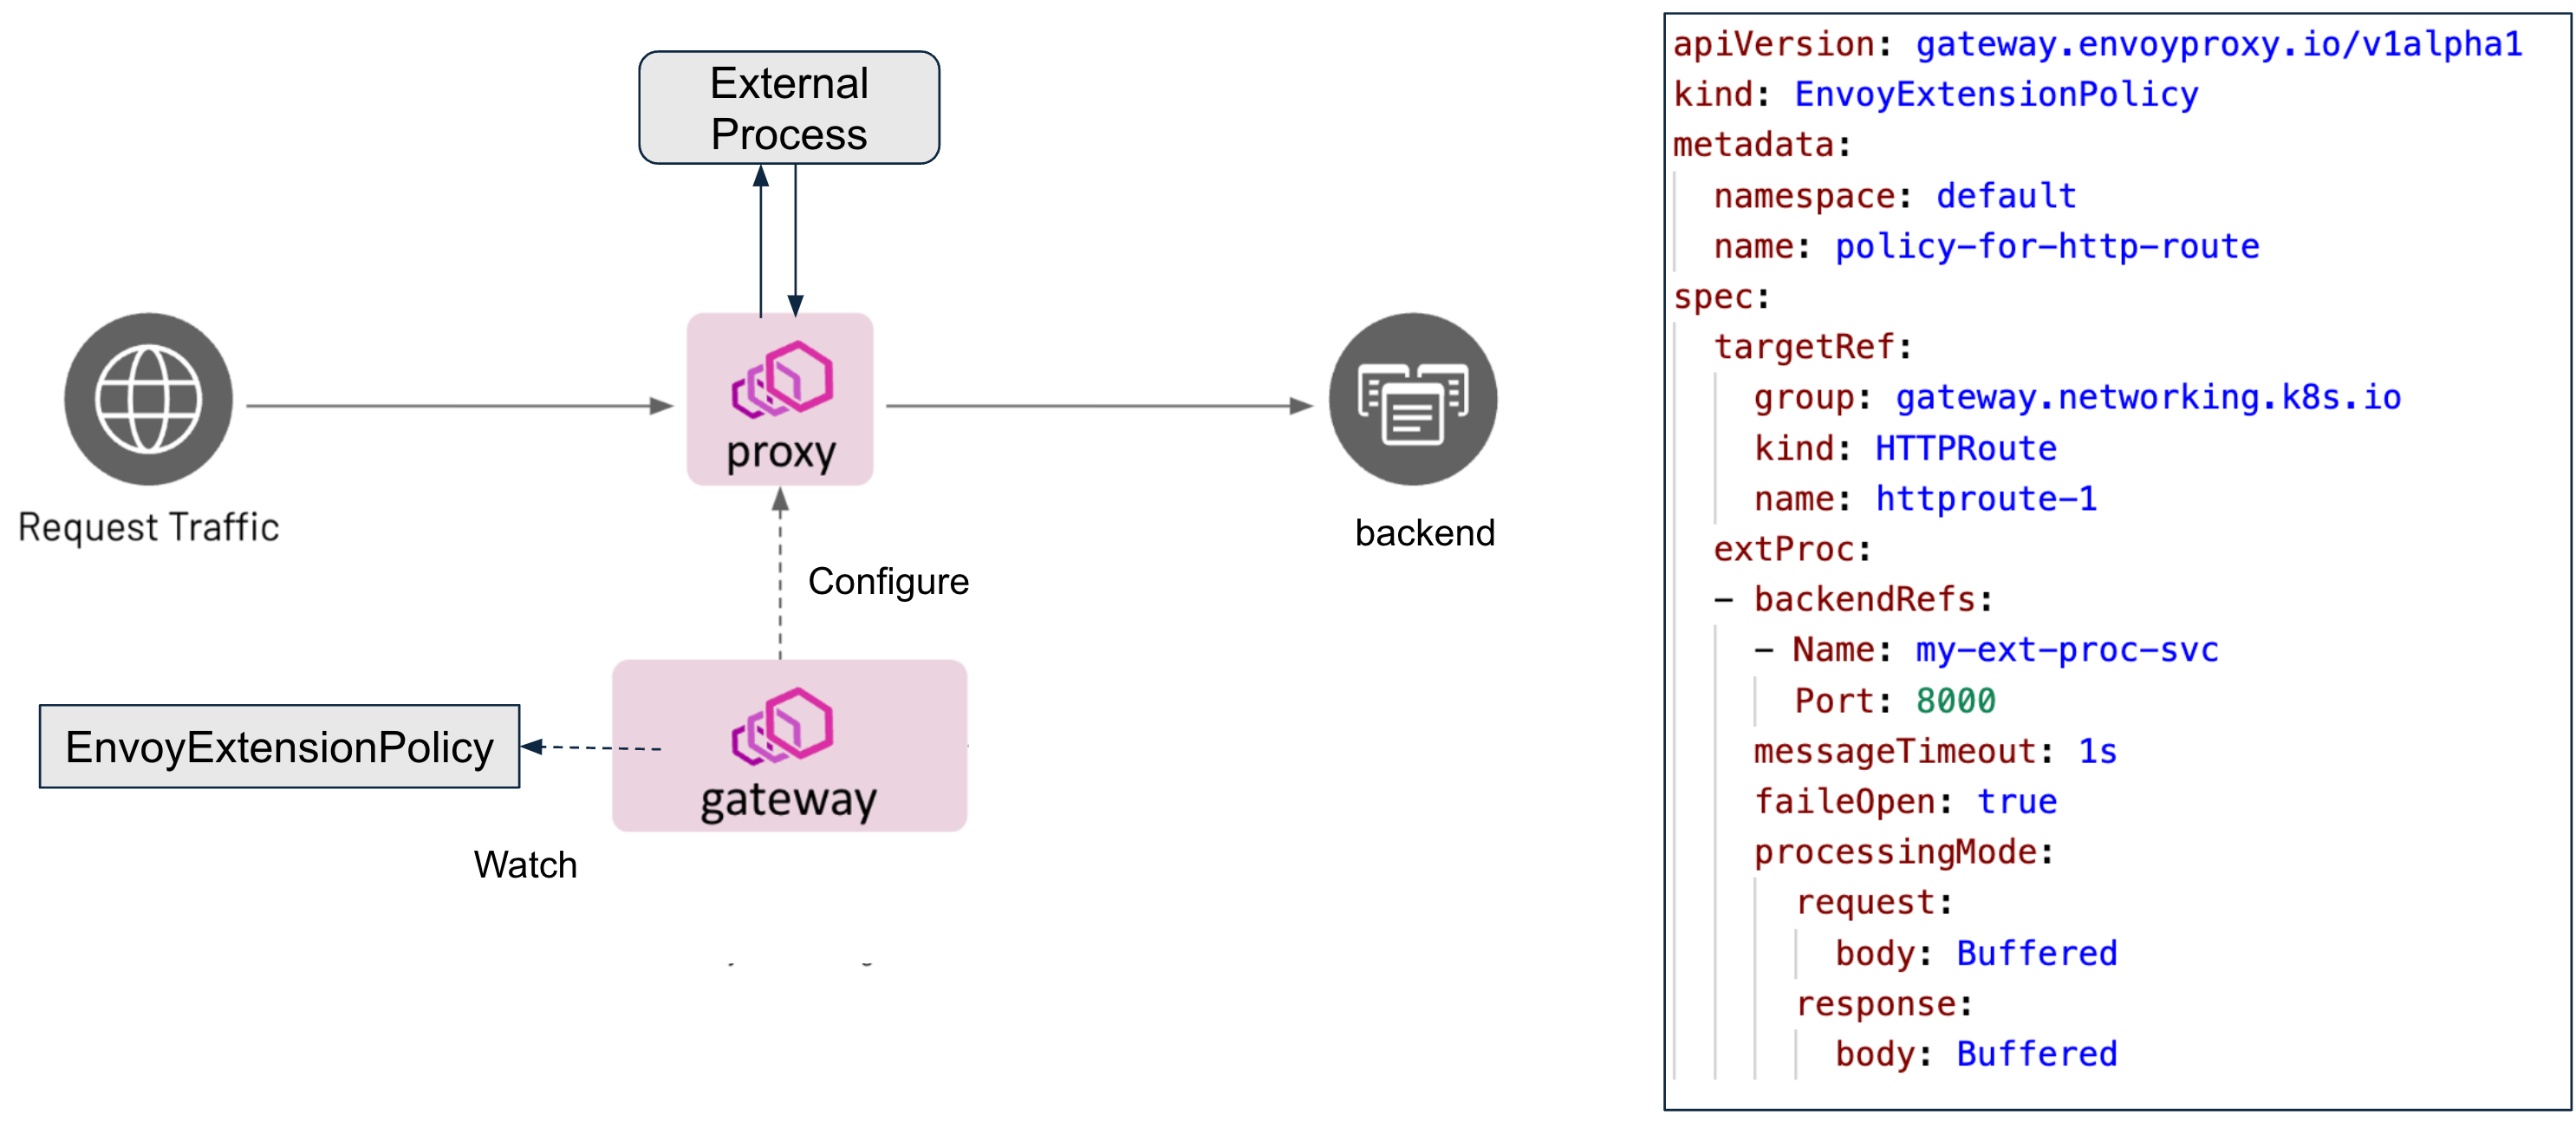 External
Process
Request Traffic
proxy
backend
Configure
EnvoyExtensionPolicy
gateway
Watch
apiVersion: gateway.envoyproxy.io/v1alpha1
kind: EnvoyExtensionPolicy
metadata:
  namespace: default
  name: policy-for-http-route
spec:
  targetRef:
    group: gateway.networking.k8s.io
    kind: HTTPRoute
    name: httproute-1
  extProc:
  - backendRefs:
    - Name: my-ext-proc-svc
      Port: 8000
    messageTimeout: 1s
    faileOpen: true
    processingMode:
      request:
        body: Buffered
      response:
        body: Buffered